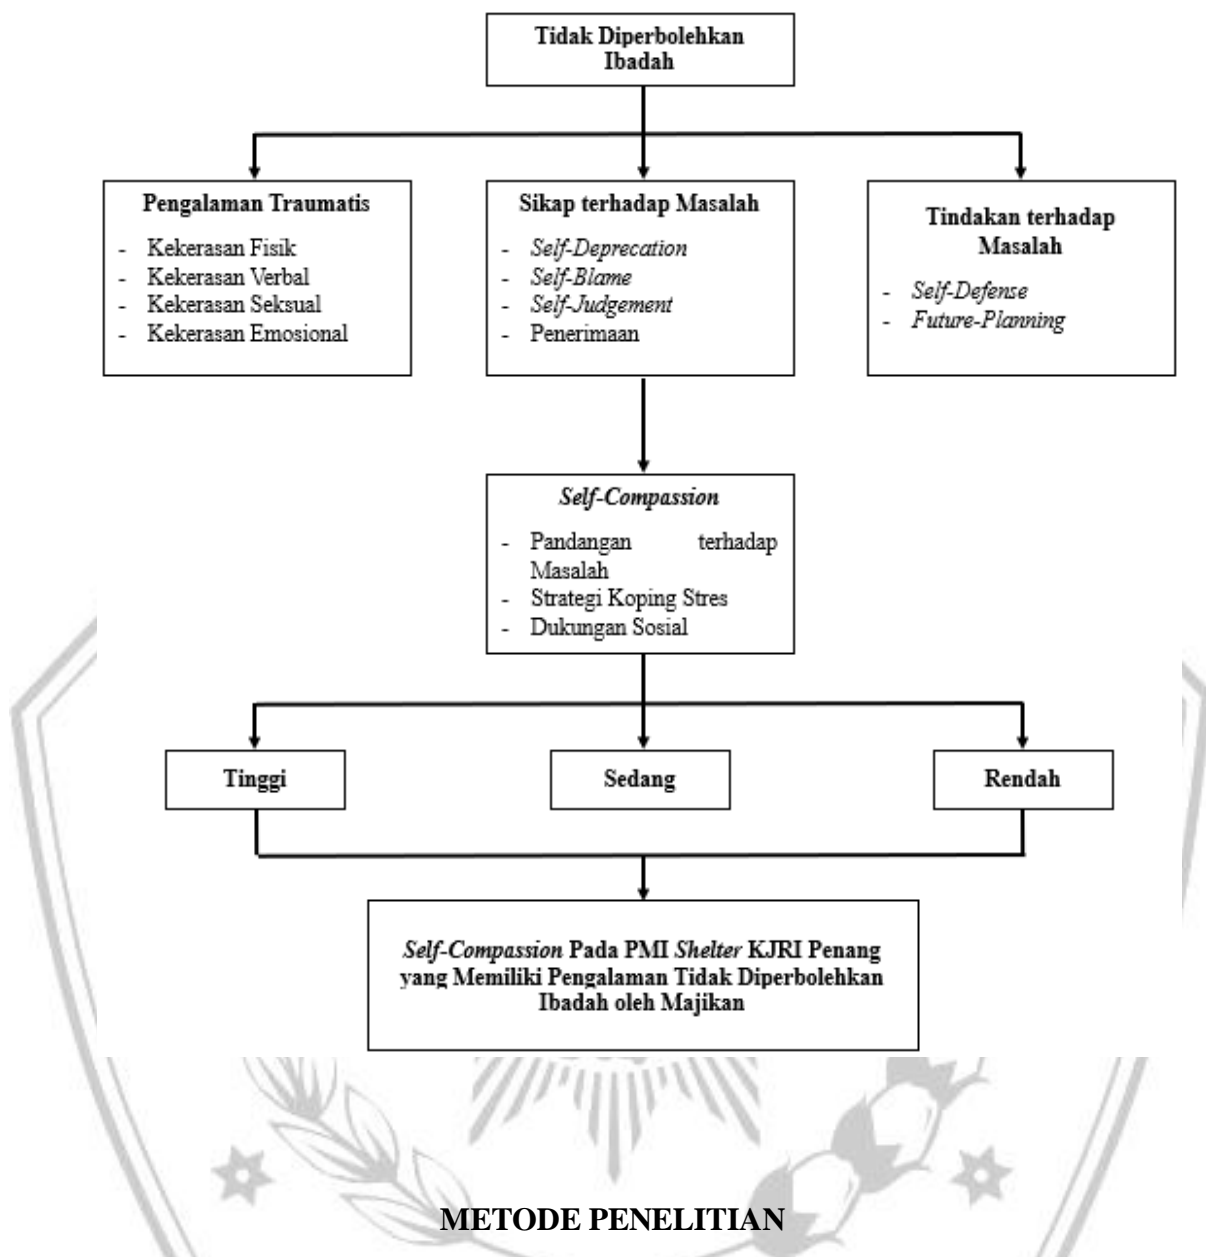 Tidak Diperbolehkan
Ibadah
Pengalaman Traumatis
- Kekerasan Fisik
- Kekerasan Verbal
- Kekerasan Seksual
- Kekerasan Emosional
Sikap terhadap Masalah
- Self-Deprecation
- Self-Blame
- Self-Judgement
- Penerimaan
Tindakan terhadap
Masalah
- Self-Defense
- Future-Planning
Self-Compassion
- Pandangan terhadap
Masalah
- Strategi Koping Stres
- Dukungan Sosial
Tinggi
Sedang
Rendah
Self-Compassion Pada PMI Shelter KJRI Penang
yang Memiliki Pengalaman Tidak Diperbolehkan
Ibadah oleh Majikan
METODE PENELITIAN